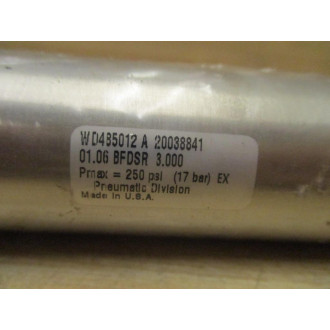 WD485012 A 20038841
01.06 BFDSR 3.000
Pmax = 250 psi (17 bar) EX
Pneumatic Division
Made in U.S.A.